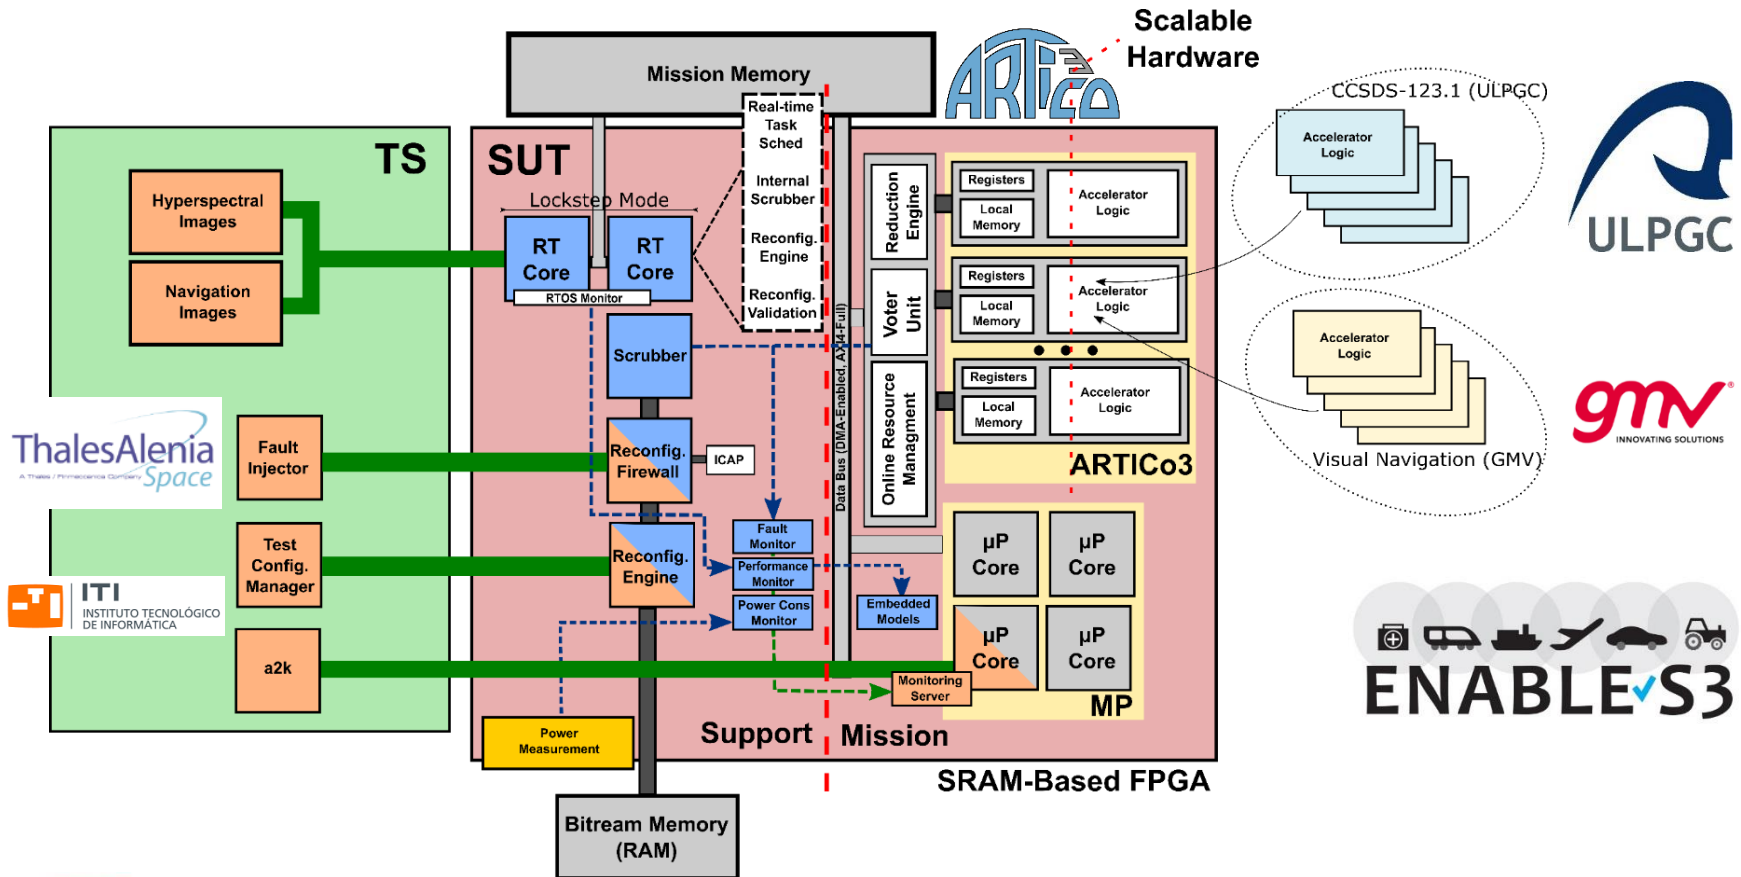 Scalable
Hardware
ARTiCo3
Mission Memory
TS
Hyperspectral
Images
Navigation
Images
Fault
Injector
Test
Config.
Manager
a2k
ThalesAlenia
A Thales / Finmeccanica Company
Space
ITI
INSTITUTO TECNOLÓGICO
DE INFORMÁTICA
SUT
Lockstep Mode
RT
Core
RT
Core
RTOS Monitor
Real-time
Task
Sched
Internal
Scrubber
Reconfig.
Engine
Reconfig.
Validation
Scrubber
Reconfig.
Firewall
ICAP
Reconfig.
Engine
Fault
Monitor
Performance
Monitor
Power Cons
Monitor
Embedded
Models
Power
Measurement
Support
Mission
Bitream Memory
(RAM)
Data Bus (DMA-Enabled, AXI4-Full)
Reduction
Engine
Voter
Unit
Online Resource
Managment
Registers
Local
Memory
Accelerator
Logic
Registers
Local
Memory
Accelerator
Logic
Registers
Local
Memory
Accelerator
Logic
ARTICo3
µP
Core
µP
Core
µP
Core
µP
Core
Monitoring
Server
MP
SRAM-Based FPGA
CCSDS-123.1 (ULPGC)
Accelerator
Logic
Accelerator
Logic
Visual Navigation (GMV)
ULPGC
gmv®
INNOVATING SOLUTIONS
ENABLE S3